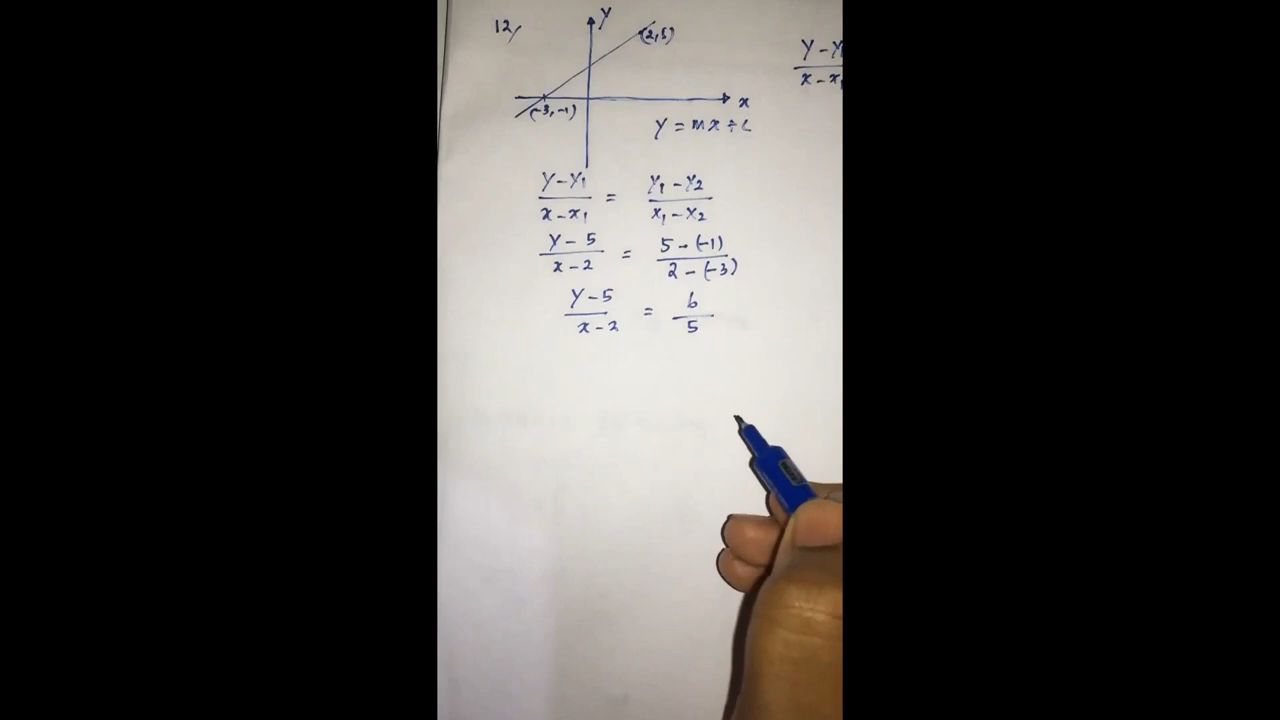 12,
Y
(2,5)
x
(-3,-1)
Y = mx + c
Y-Y
x-x₁
Y-Y₁ / x-x₁ = Y₁-Y₂ / x₁-x₂
Y-5 / x-2 = 5-(-1) / 2-(-3)
Y-5 / x-2 = 6 / 5